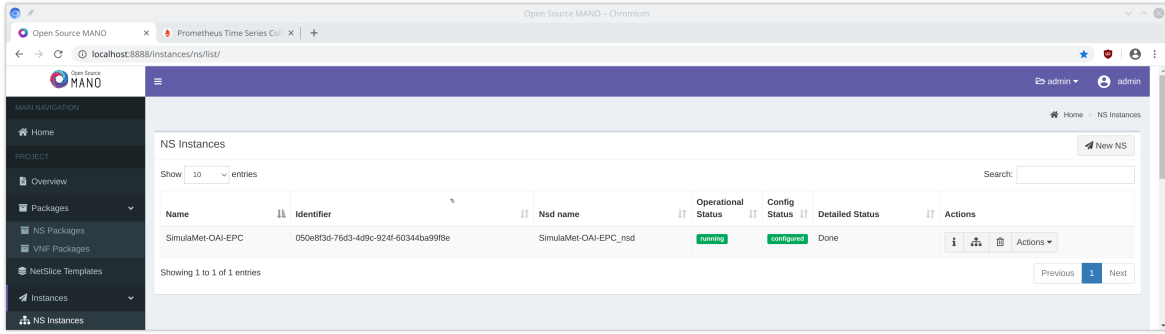 Open Source MANO – Chromium
Open Source MANO
Prometheus Time Series Col
localhost:8888/instances/ns/list/
Open Source
MANO
admin
admin
MAIN NAVIGATION
Home > NS Instances
Home
NS Instances
New NS
PROJECT
Show 10 entries
Search:
Overview
Packages
Name
Identifier
Nsd name
Operational Status
Config Status
Detailed Status
Actions
NS Packages
SimulaMet-OAI-EPC 050e8f3d-76d3-4d9c-924f-60344ba99f8e SimulaMet-OAI-EPC_nsd running configured Done i Actions
VNF Packages
NetSlice Templates
Showing 1 to 1 of 1 entries
Previous 1 Next
Instances
NS Instances